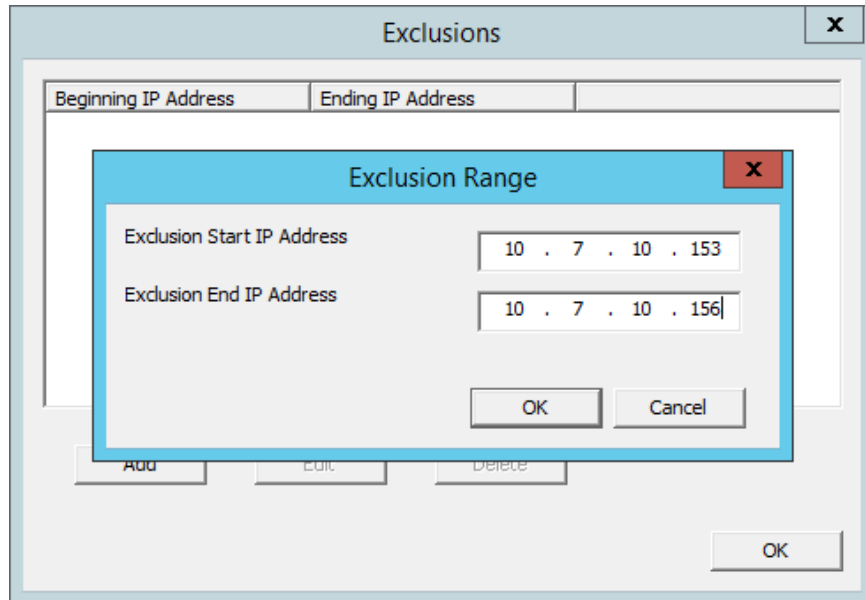 Exclusions
x
Beginning IP Address Ending IP Address
Exclusion Range
x
Exclusion Start IP Address 10 . 7 . 10 . 153
Exclusion End IP Address 10 . 7 . 10 . 156
OK Cancel
Add Edit Delete
OK